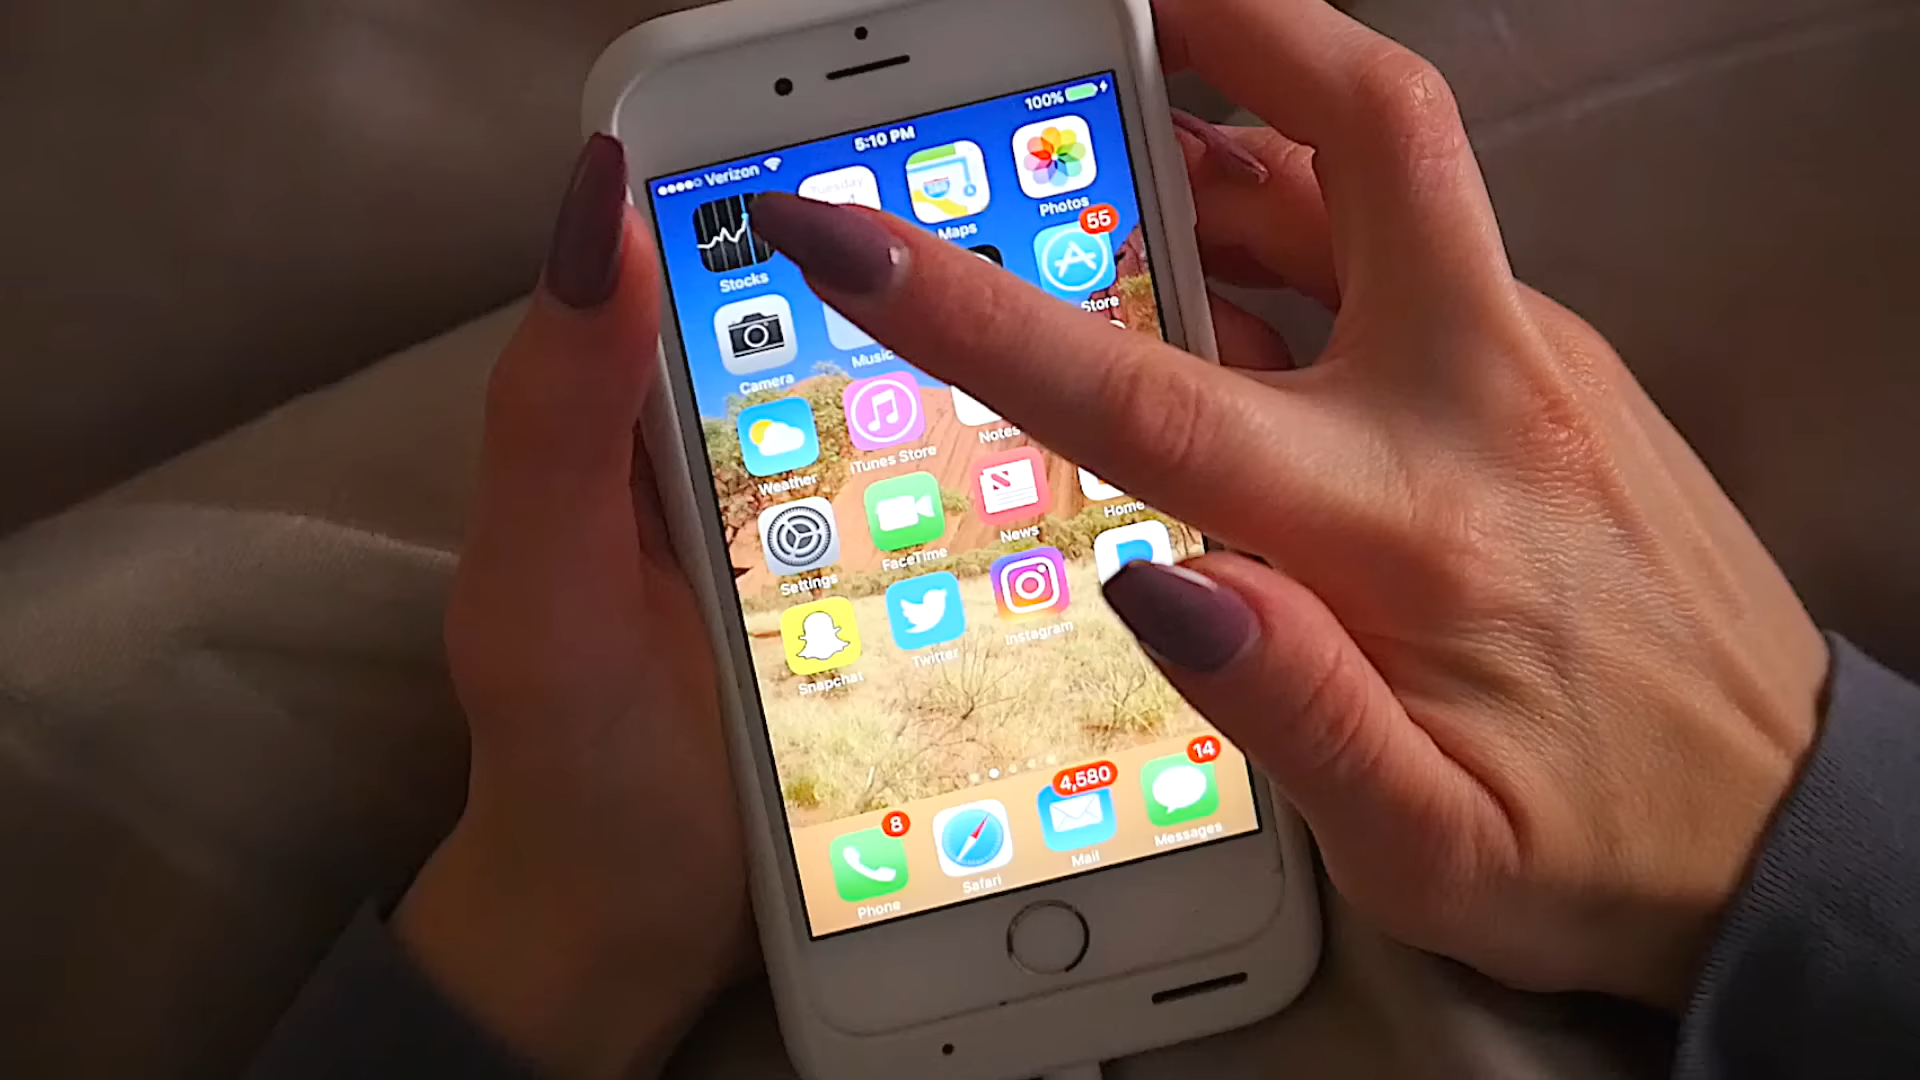 Verizon
5:10 PM
100%
Tuesday
Stocks
Maps
Photos
Camera
Music
55
Store
Weather
iTunes Store
Notes
Settings
FaceTime
News
Home
Snapchat
Twitter
Instagram
8
4,580
14
Phone
Safari
Mail
Messages